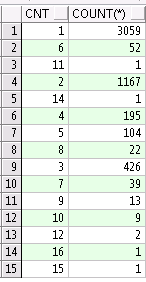 CNT COUNT(*)
1 1 3059
2 6 52
3 11 1
4 2 1167
5 14 1
6 4 195
7 5 104
8 8 22
9 3 426
10 7 39
11 9 13
12 10 9
13 12 2
14 16 1
15 15 1